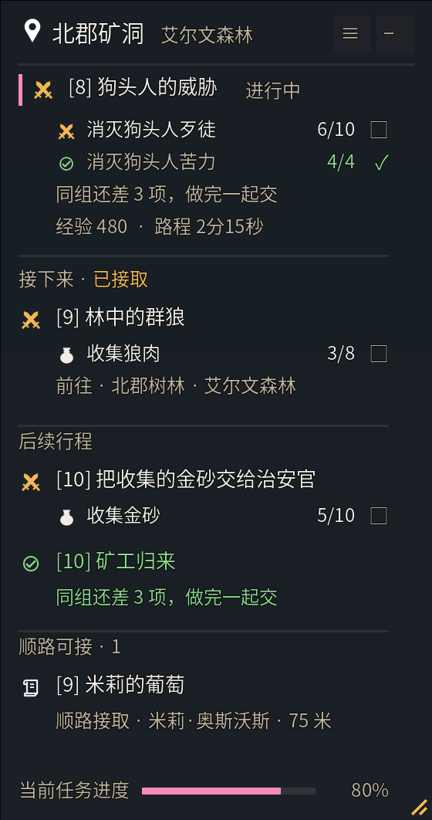 北郡矿洞 艾尔文森林
[8] 狗头人的威胁 进行中
消灭狗头人歹徒 6/10
消灭狗头人苦力 4/4 ✓
同组还差 3 项，做完一起交
经验 480 · 路程 2分15秒
接下来 · 已接取
[9] 林中的群狼
收集狼肉 3/8
前往 · 北郡树林 · 艾尔文森林
后续行程
[10] 把收集的金砂交给治安官
收集金砂 5/10
[10] 矿工归来
同组还差 3 项，做完一起交
顺路可接 · 1
[9] 米莉的葡萄
顺路接取 · 米莉·奥斯沃斯 · 75 米
当前任务进度 80%